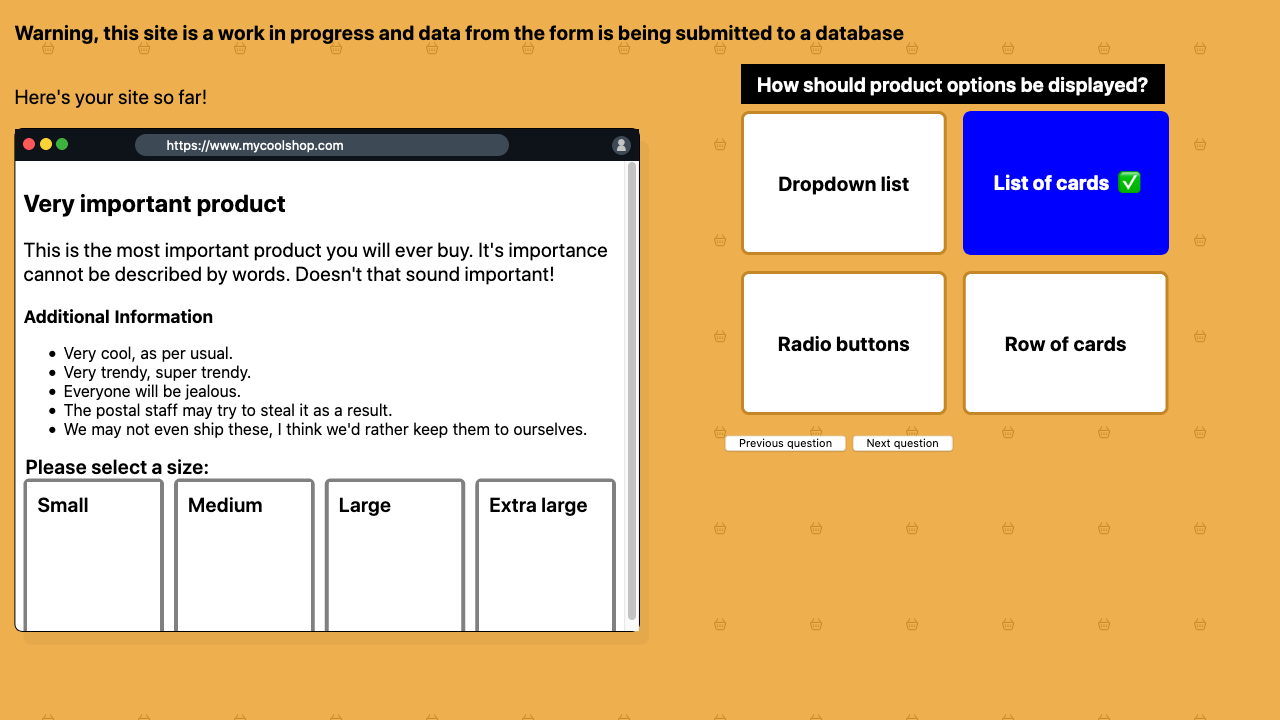 Warning, this site is a work in progress and data from the form is being submitted to a database
Here's your site so far!
https://www.mycoolshop.com
Very important product
This is the most important product you will ever buy. It's importance
cannot be described by words. Doesn't that sound important!
Additional Information
Very cool, as per usual.
Very trendy, super trendy.
Everyone will be jealous.
The postal staff may try to steal it as a result.
We may not even ship these, I think we'd rather keep them to ourselves.
Please select a size:
Small
Medium
Large
Extra large
How should product options be displayed?
Dropdown list
List of cards ✅
Radio buttons
Row of cards
Previous question
Next question